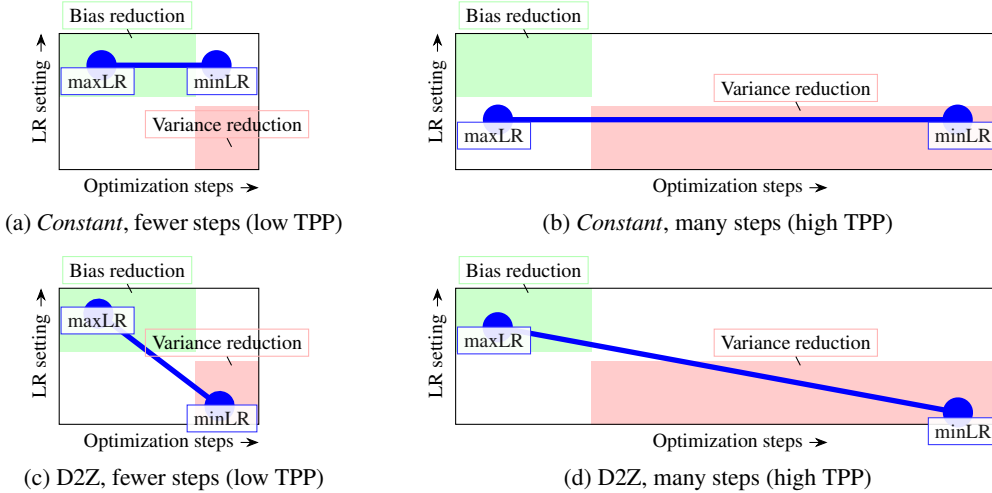 Bias reduction
LR setting →
maxLR
minLR
Variance reduction
Optimization steps →
(a) Constant, fewer steps (low TPP)
Bias reduction
LR setting →
Variance reduction
maxLR
minLR
Optimization steps →
(b) Constant, many steps (high TPP)
Bias reduction
LR setting →
maxLR
Variance reduction
minLR
Optimization steps →
(c) D2Z, fewer steps (low TPP)
Bias reduction
LR setting →
maxLR
Variance reduction
minLR
Optimization steps →
(d) D2Z, many steps (high TPP)